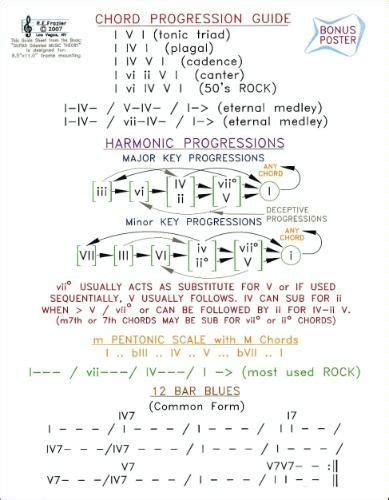 CHORD PROGRESSION GUIDE
R.E.Frazier
© 2007
Las Vegas, NV
This Scale Sheet from the Book:
"GUITAR Oriented MUSIC THEORY"
is designed for
8.5"x11.0" frame mounting
BONUS
POSTER
I V I (tonic triad)
I IV I (plagal)
I IV V I (cadence)
I vi ii V I (canter)
I vi IV V I (50's ROCK)
I-IV- / V-IV- / I-> (eternal medley)
I-IV- / vii-IV- / I-> (eternal medley)
HARMONIC PROGRESSIONS
MAJOR KEY PROGRESSIONS
ANY
CHORD
iii vi IV ii vii° V I
DECEPTIVE
PROGRESSIONS
Minor KEY PROGRESSIONS
ANY
CHORD
VII III VI iv ii° vii° V i
vii° USUALLY ACTS AS SUBSTITUTE FOR V or IF USED
SEQUENTIALLY, V USUALLY FOLLOWS. IV CAN SUB FOR ii
WHEN > V / vii° or CAN BE FOLLOWED BY ii FOR IV-ii V.
(m7th or 7th CHORDS MAY BE SUB FOR vii° or ii° CHORDS)
m PENTONIC SCALE with M Chords
I .. bIII .. IV .. V ... bVII .. I
I--- / vii---/ IV---/ I -> (most used ROCK)
12 BAR BLUES
(Common Form)
IV7 I7
I - - - / I - - - / I - - - / I - - - /
IV7 I7
IV7- - - /IV7 - - - / I - - - / I - - - /
V7 IV7 V7V7-
V7- - - /IV7- - - / I - - - / I - - - :||